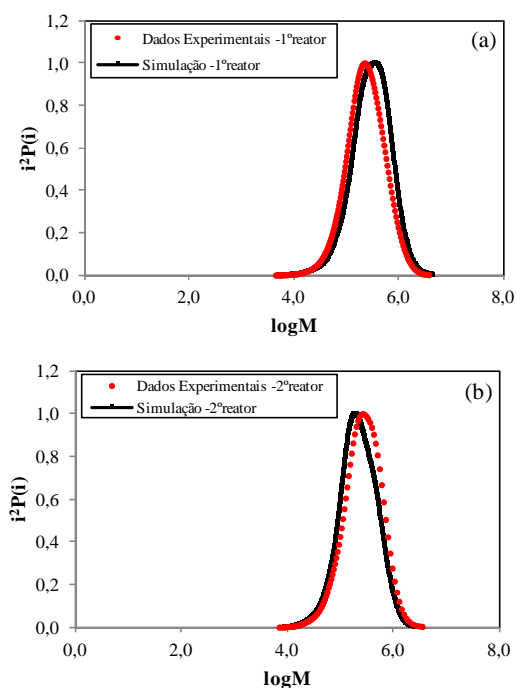 1,2
1,0
0,8
0,6
0,4
0,2
0,0
i²P(i)
Dados Experimentais -1ºreator
Simulação -1ºreator
(a)
0,0 2,0 4,0 6,0 8,0
logM
1,2
1,0
0,8
0,6
0,4
0,2
0,0
i²P(i)
Dados Experimentais -2ºreator
Simulação -2ºreator
(b)
0,0 2,0 4,0 6,0 8,0
logM